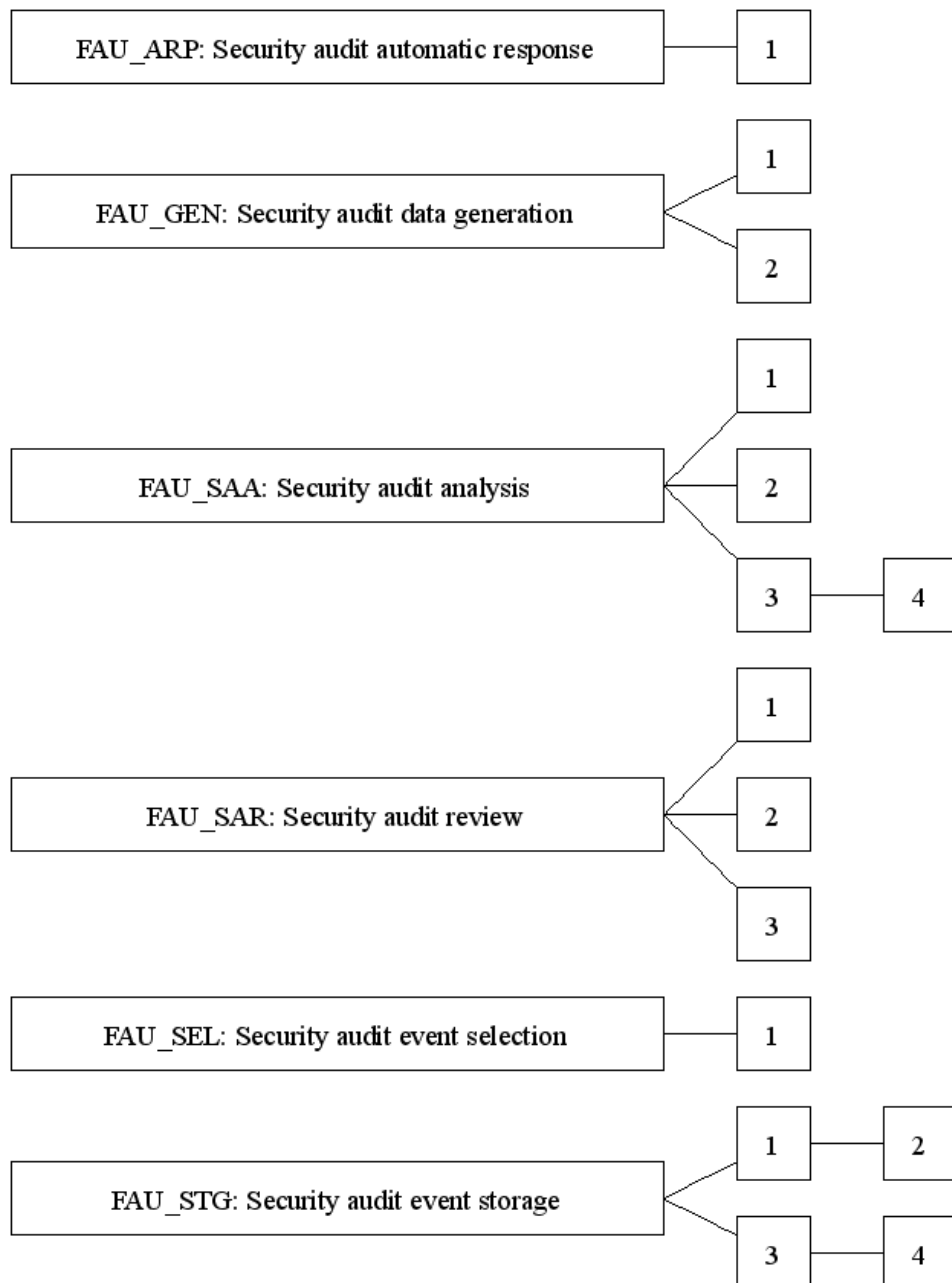 FAU_ARP: Security audit automatic response
1
1
FAU_GEN: Security audit data generation
2
1
FAU_SAA: Security audit analysis
2
3
4
1
FAU_SAR: Security audit review
2
3
FAU_SEL: Security audit event selection
1
1
2
FAU_STG: Security audit event storage
3
4